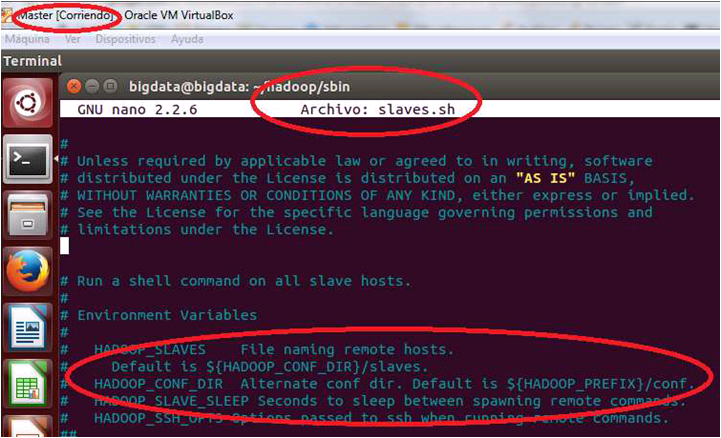 Master [Corriendo] - Oracle VM VirtualBox
Máquina Ver Dispositivos Ayuda
Terminal
bigdata@bigdata: ~/hadoop/sbin
GNU nano 2.2.6 Archivo: slaves.sh
#
# Unless required by applicable law or agreed to in writing, software
# distributed under the License is distributed on an "AS IS" BASIS,
# WITHOUT WARRANTIES OR CONDITIONS OF ANY KIND, either express or implied.
# See the License for the specific language governing permissions and
# limitations under the License.
# Run a shell command on all slave hosts.
#
# Environment Variables
#
# HADOOP_SLAVES File naming remote hosts.
# Default is ${HADOOP_CONF_DIR}/slaves.
# HADOOP_CONF_DIR Alternate conf dir. Default is ${HADOOP_PREFIX}/conf.
# HADOOP_SLAVE_SLEEP Seconds to sleep between spawning remote commands.
# HADOOP_SSH_OPTS Options passed to ssh when running remote commands.
##